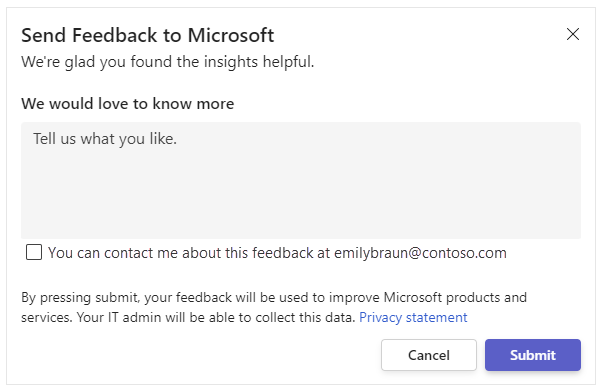 Send Feedback to Microsoft
We're glad you found the insights helpful.
We would love to know more
Tell us what you like.
You can contact me about this feedback at emilybraun@contoso.com
By pressing submit, your feedback will be used to improve Microsoft products and
services. Your IT admin will be able to collect this data. Privacy statement
Cancel Submit